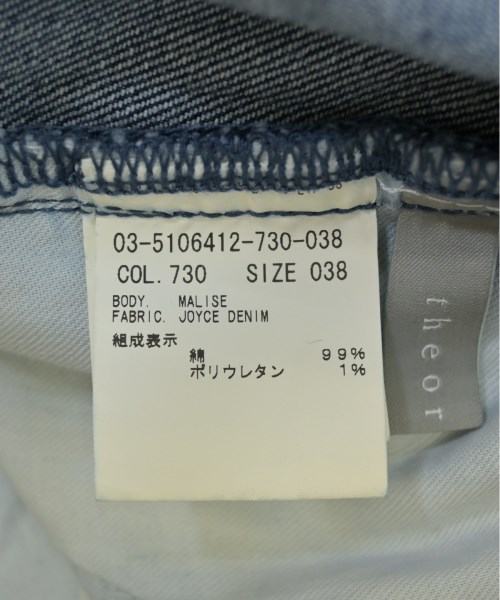 03-5106412-730-038
COL. 730 SIZE 038
BODY. MALISE
FABRIC. JOYCE DENIM
組成表示
綿 99%
ポリウレタン 1%
theor